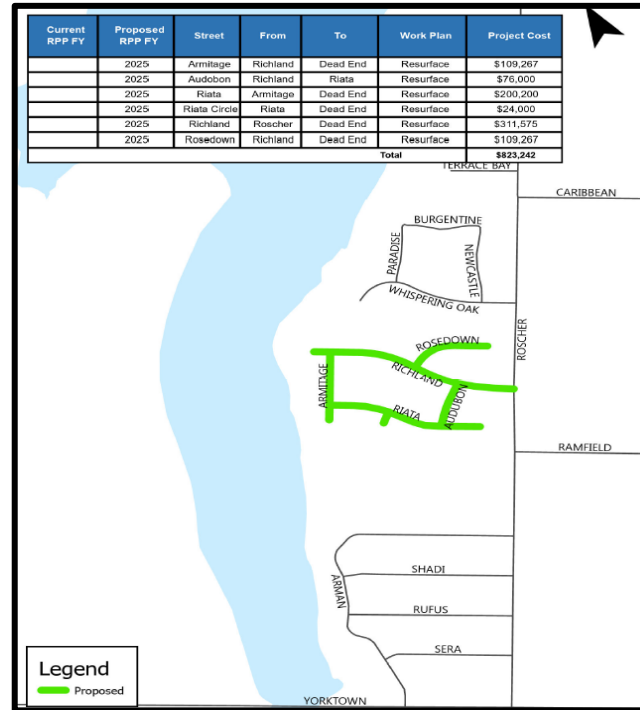 Current RPP FY Proposed RPP FY Street From To Work Plan Project Cost
2025 Armitage Richland Dead End Resurface $109,267
2025 Audobon Richland Riata Resurface $76,000
2025 Riata Armitage Dead End Resurface $200,200
2025 Riata Circle Riata Dead End Resurface $24,000
2025 Richland Roscher Dead End Resurface $311,575
2025 Rosedown Richland Dead End Resurface $109,267
Total $823,242
TERRACE BAY
CARIBBEAN
BURGENTINE
PARADISE
NEWCASTLE
WHISPERING OAK
ROSCHER
ROSEDOWN
RICHLAND
ARMITAGE
RIATA
AUDUBON
RAMFIELD
SHADI
ARMAN
RUFUS
SERA
Legend
Proposed
YORKTOWN